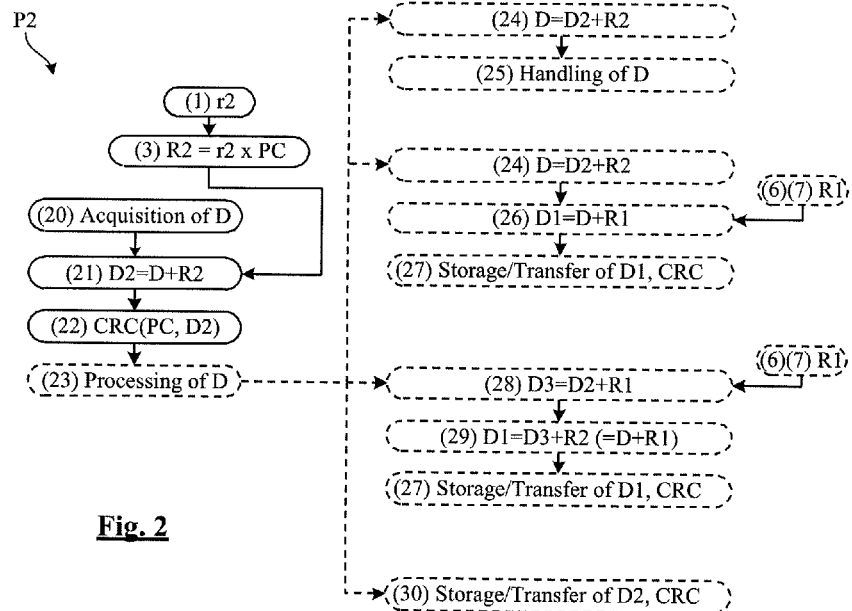 P2
(1) r2
(3) R2 = r2 x PC
(20) Acquisition of D
(21) D2=D+R2
(22) CRC(PC, D2)
(23) Processing of D
(24) D=D2+R2
(25) Handling of D
(24) D=D2+R2
(6)(7) R1
(26) D1=D+R1
(27) Storage/Transfer of D1, CRC
(6)(7) R1
(28) D3=D2+R1
(29) D1=D3+R2 (=D+R1)
(27) Storage/Transfer of D1, CRC
(30) Storage/Transfer of D2, CRC
Fig. 2